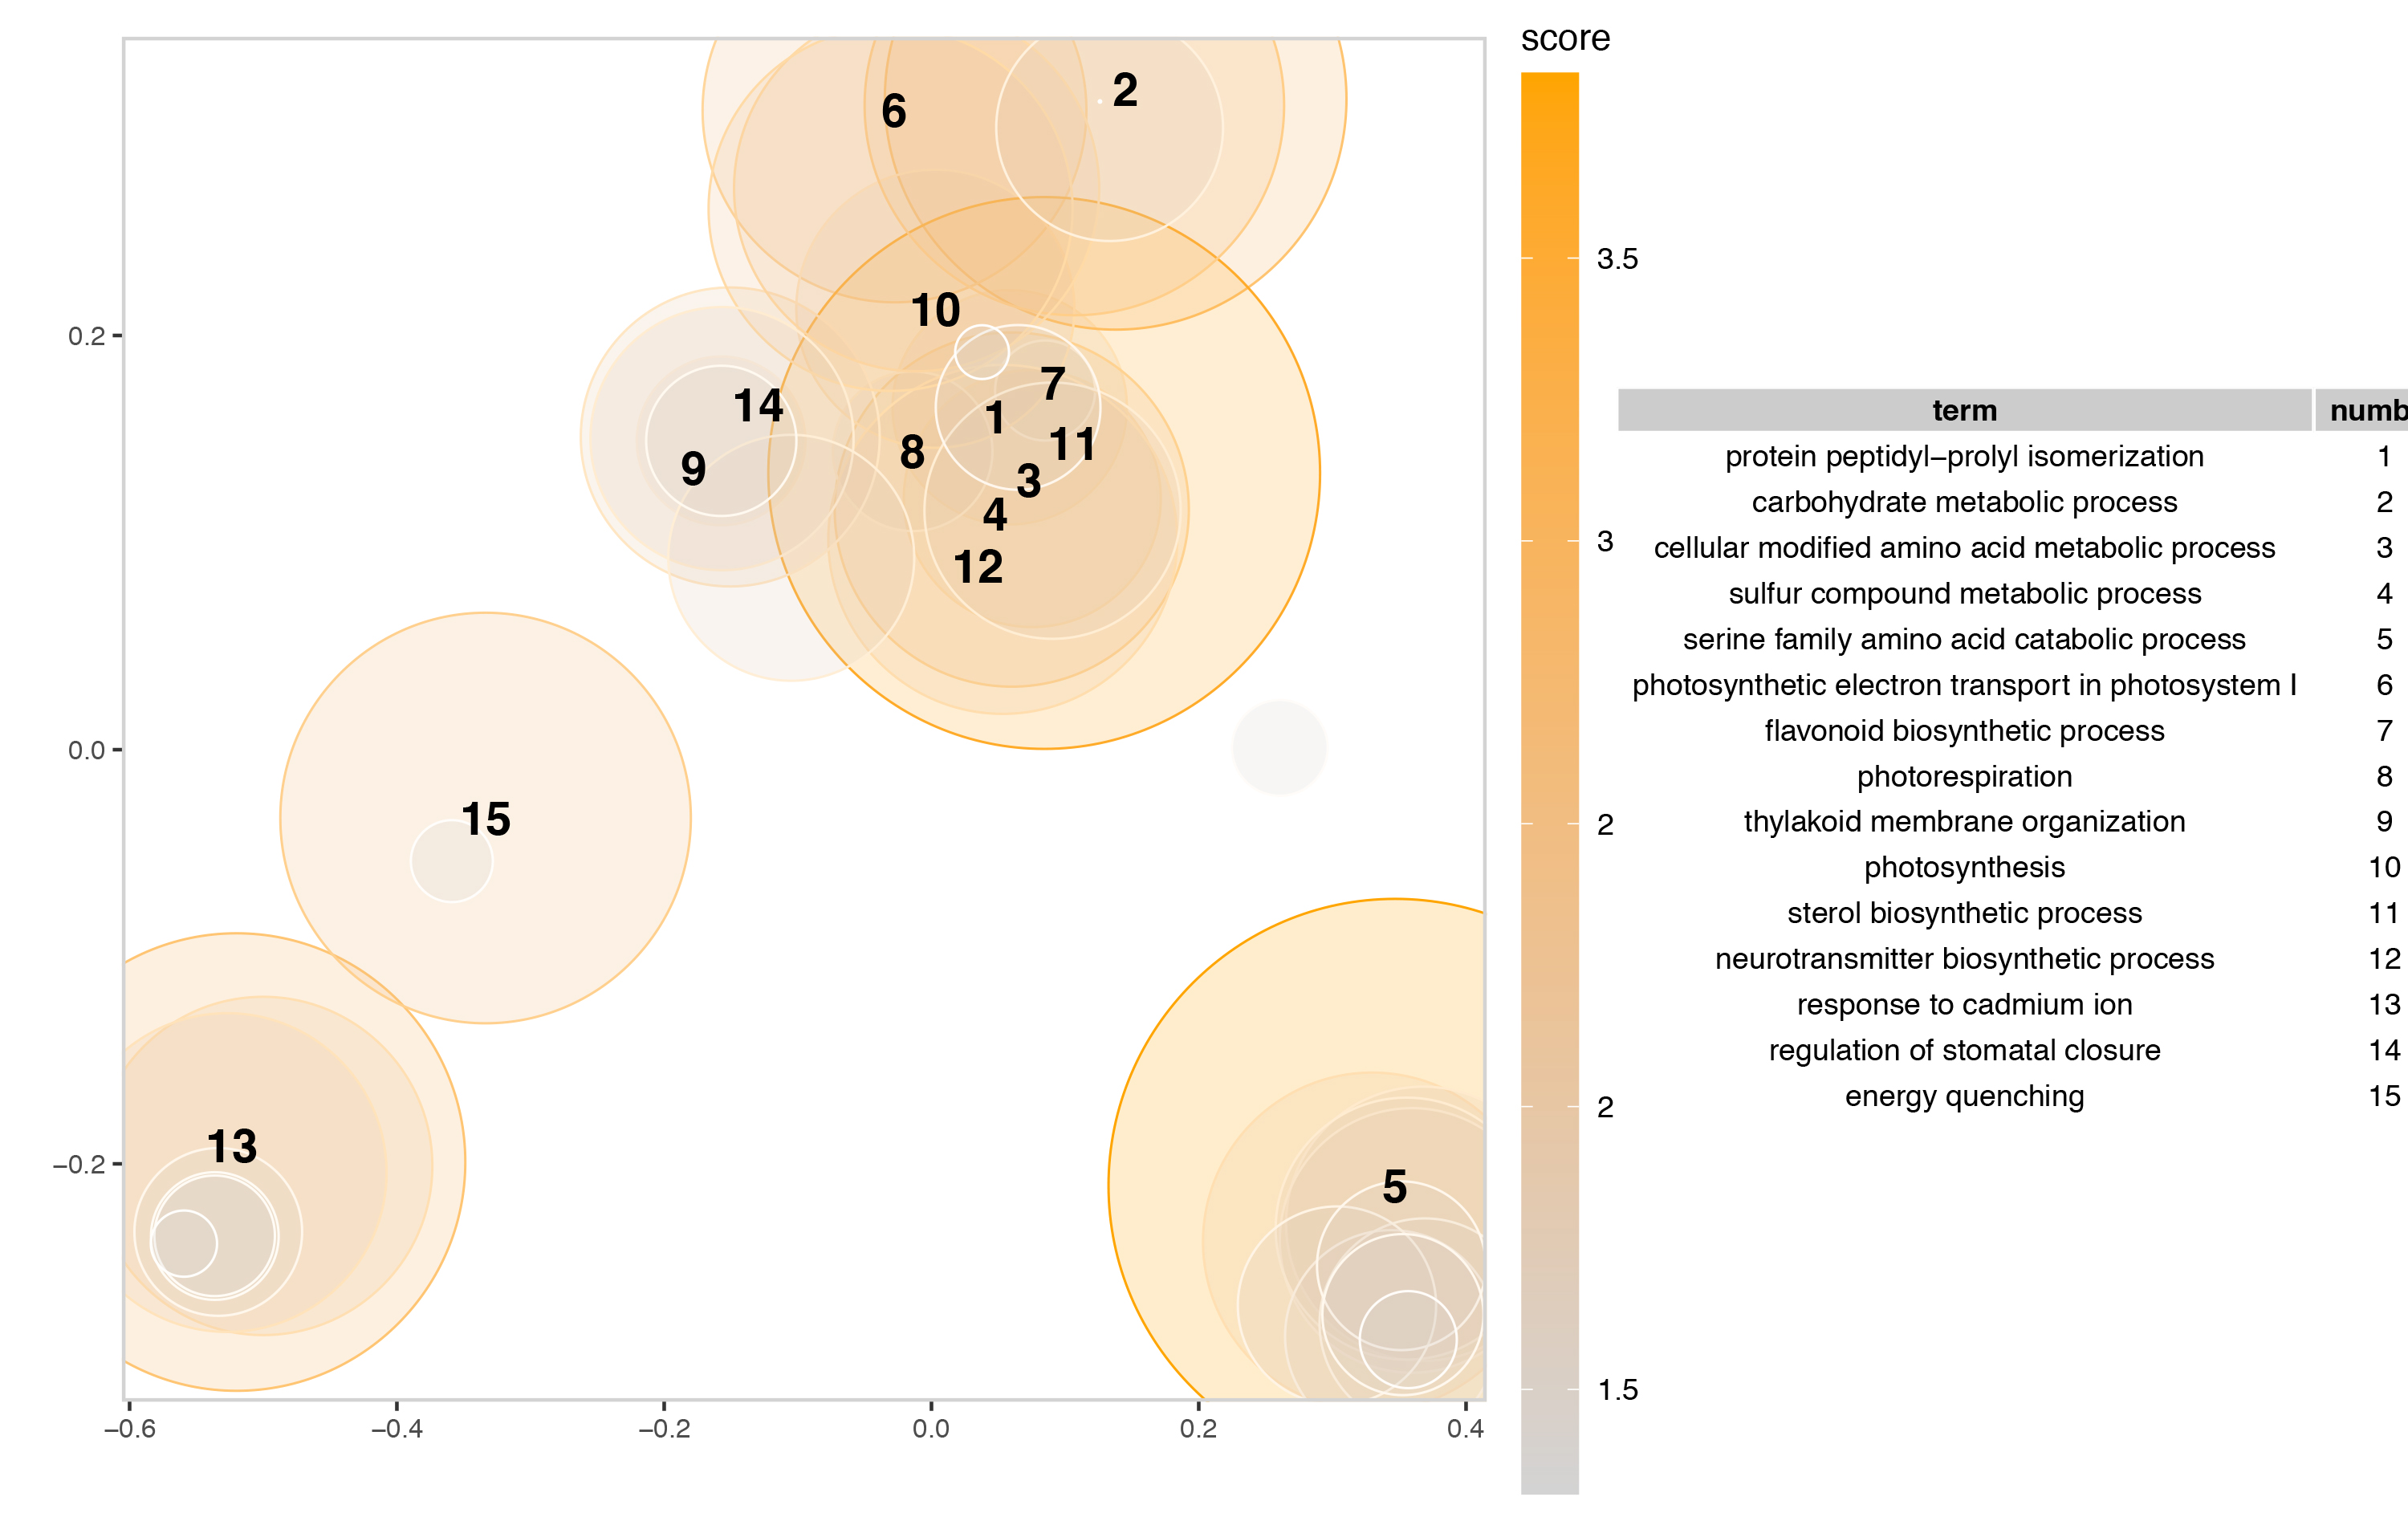 score
3.5
3
2
2
1.5
0.2
0.0
−0.2
−0.6
−0.4
−0.2
0.0
0.2
0.4
6
2
10
14
7
1
11
8
9
3
4
12
15
13
5
term numb
protein peptidyl−prolyl isomerization 1
carbohydrate metabolic process 2
cellular modified amino acid metabolic process 3
sulfur compound metabolic process 4
serine family amino acid catabolic process 5
photosynthetic electron transport in photosystem I 6
flavonoid biosynthetic process 7
photorespiration 8
thylakoid membrane organization 9
photosynthesis 10
sterol biosynthetic process 11
neurotransmitter biosynthetic process 12
response to cadmium ion 13
regulation of stomatal closure 14
energy quenching 15